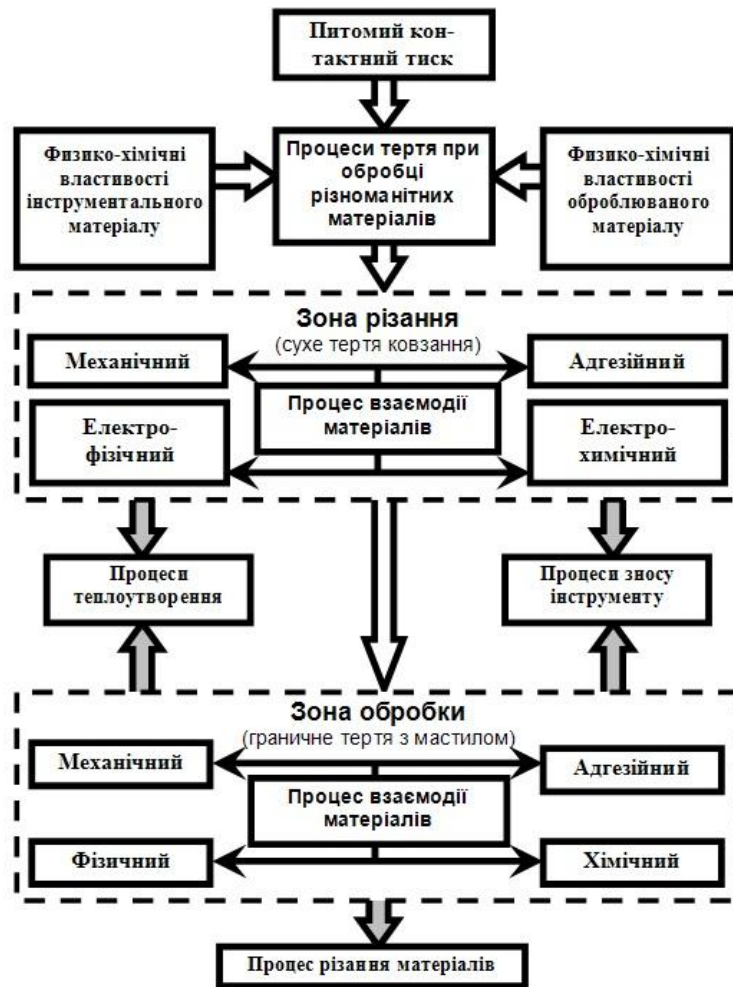 Питомий кон-
тактний тиск
Физико-хімічні
властивості
інструментального
матеріалу
Процеси тертя при
обробці
різноманітних
матеріалів
Физико-хімічні
властивості
оброблюваного
матеріалу
Зона різання
(сухе тертя ковзання)
Механічний
Адгезійний
Процес взаємодії
матеріалів
Електро-
фізічний
Електро-
химічний
Процеси
теплоутворення
Процеси зносу
інструменту
Зона обробки
(граничне тертя з мастилом)
Механічний
Адгезійний
Процес взаємодії
матеріалів
Фізичний
Хімічний
Процес різання матеріалів